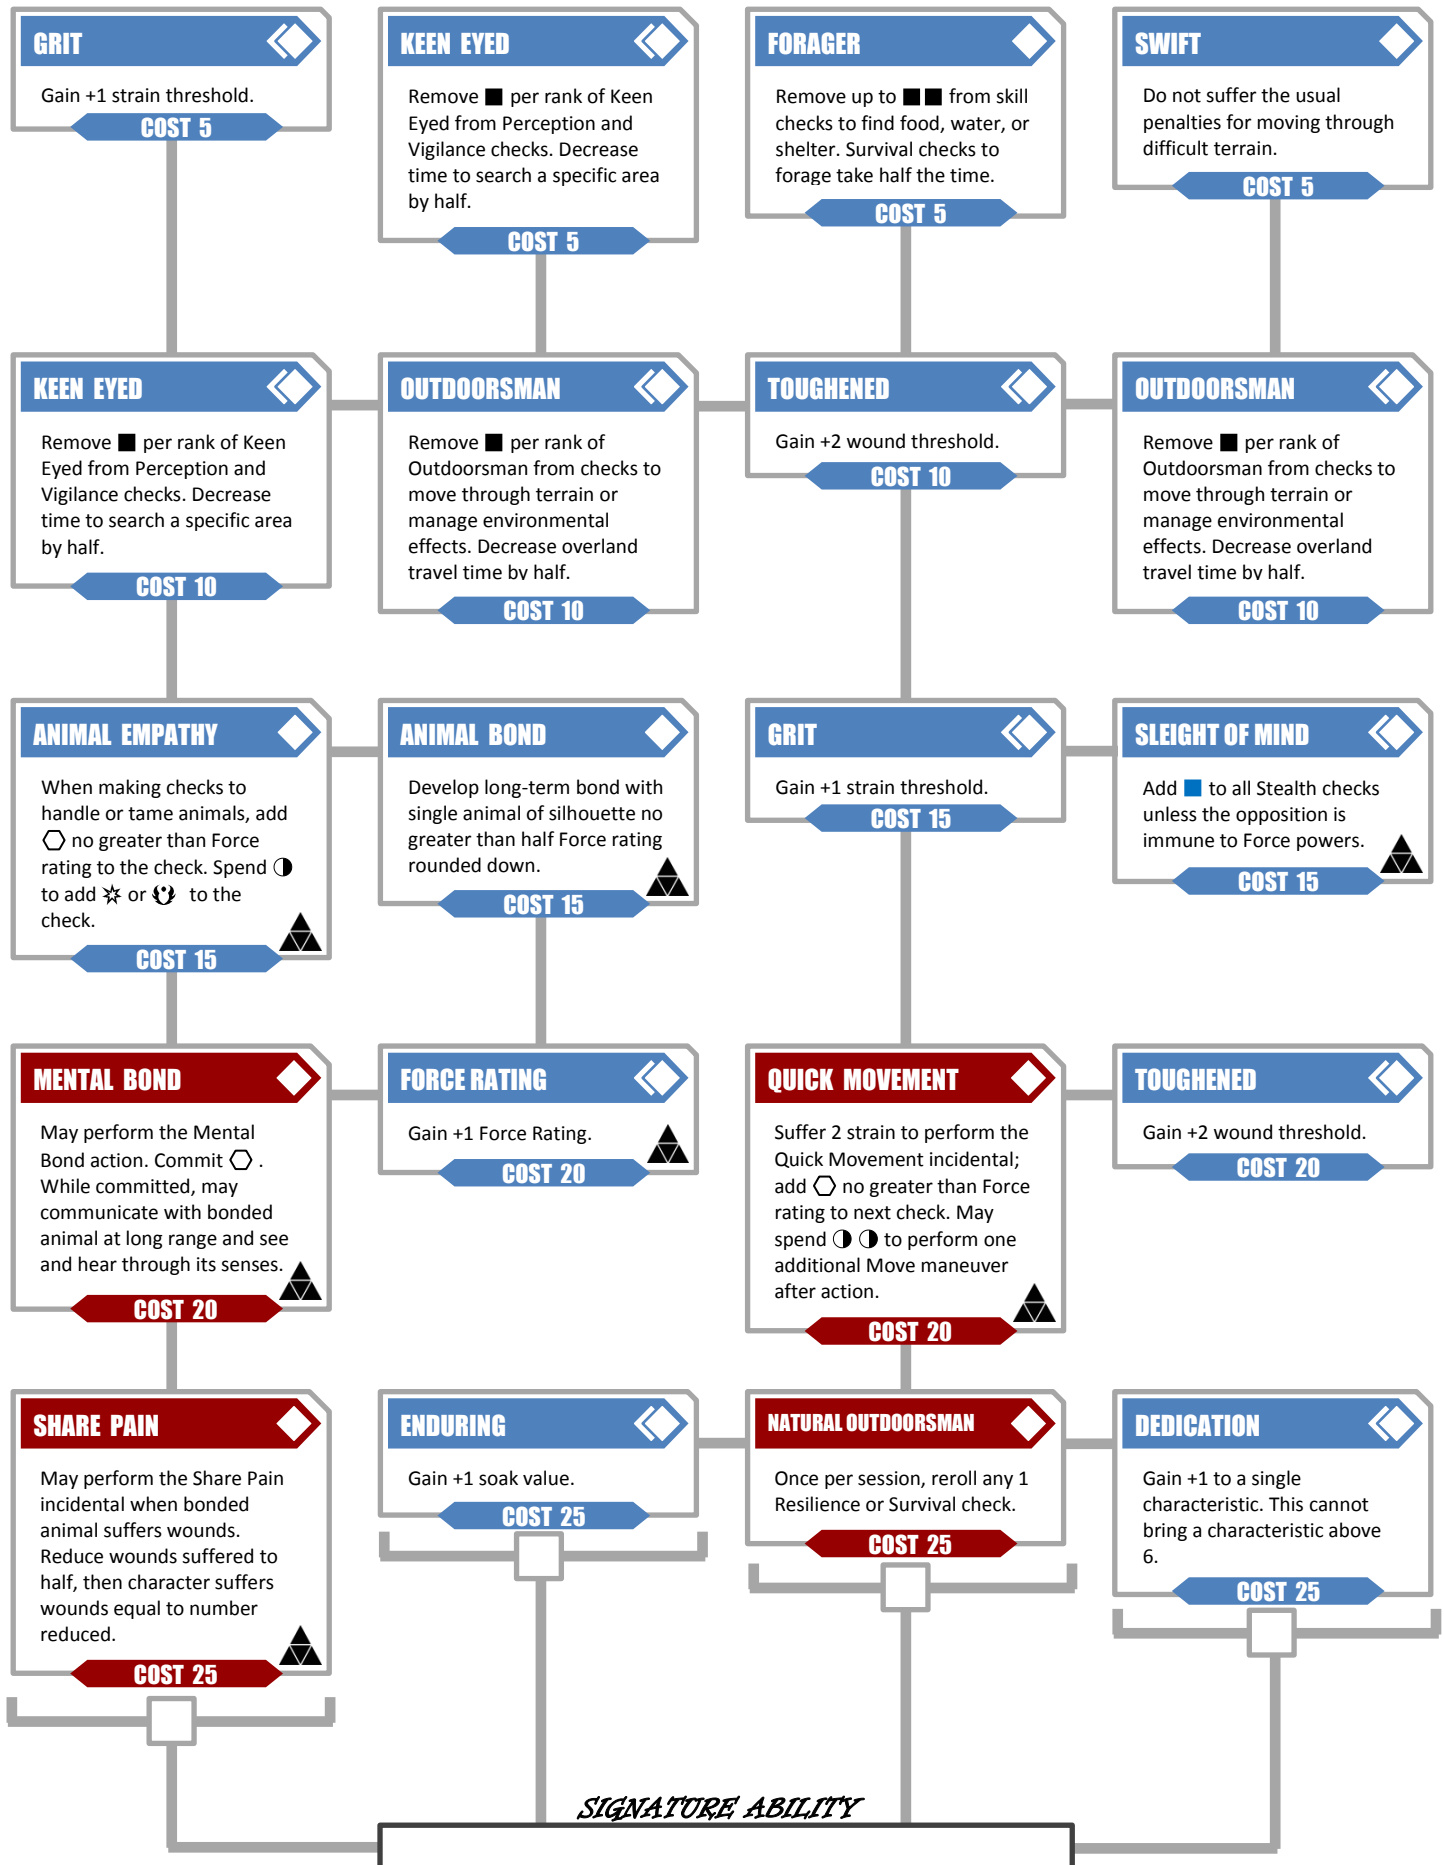 GRIT
Gain +1 strain threshold.
COST 5
KEEN EYED
Remove ■ per rank of Keen
Eyed from Perception and
Vigilance checks. Decrease
time to search a specific area
by half.
COST 5
FORAGER
Remove up to ■ ■ from skill
checks to find food, water, or
shelter. Survival checks to
forage take half the time.
COST 5
SWIFT
Do not suffer the usual
penalties for moving through
difficult terrain.
COST 5
KEEN EYED
Remove ■ per rank of Keen
Eyed from Perception and
Vigilance checks. Decrease
time to search a specific area
by half.
COST 10
OUTDOORSMAN
Remove ■ per rank of
Outdoorsman from checks to
move through terrain or
manage environmental
effects. Decrease overland
travel time by half.
COST 10
TOUGHENED
Gain +2 wound threshold.
COST 10
OUTDOORSMAN
Remove ■ per rank of
Outdoorsman from checks to
move through terrain or
manage environmental
effects. Decrease overland
travel time by half.
COST 10
ANIMAL EMPATHY
When making checks to
handle or tame animals, add
no greater than Force
rating to the check. Spend
to add or to the
check.
COST 15
ANIMAL BOND
Develop long-term bond with
single animal of silhouette no
greater than half Force rating
rounded down.
COST 15
GRIT
Gain +1 strain threshold.
COST 15
SLEIGHT OF MIND
Add ■ to all Stealth checks
unless the opposition is
immune to Force powers.
COST 15
MENTAL BOND
May perform the Mental
Bond action. Commit .
While committed, may
communicate with bonded
animal at long range and see
and hear through its senses.
COST 20
FORCE RATING
Gain +1 Force Rating.
COST 20
QUICK MOVEMENT
Suffer 2 strain to perform the
Quick Movement incidental;
add no greater than Force
rating to next check. May
spend to perform one
additional Move maneuver
after action.
COST 20
TOUGHENED
Gain +2 wound threshold.
COST 20
SHARE PAIN
May perform the Share Pain
incidental when bonded
animal suffers wounds.
Reduce wounds suffered to
half, then character suffers
wounds equal to number
reduced.
COST 25
ENDURING
Gain +1 soak value.
COST 25
NATURAL OUTDOORSMAN
Once per session, reroll any 1
Resilience or Survival check.
COST 25
DEDICATION
Gain +1 to a single
characteristic. This cannot
bring a characteristic above
6.
COST 25
SIGNATURE ABILITY